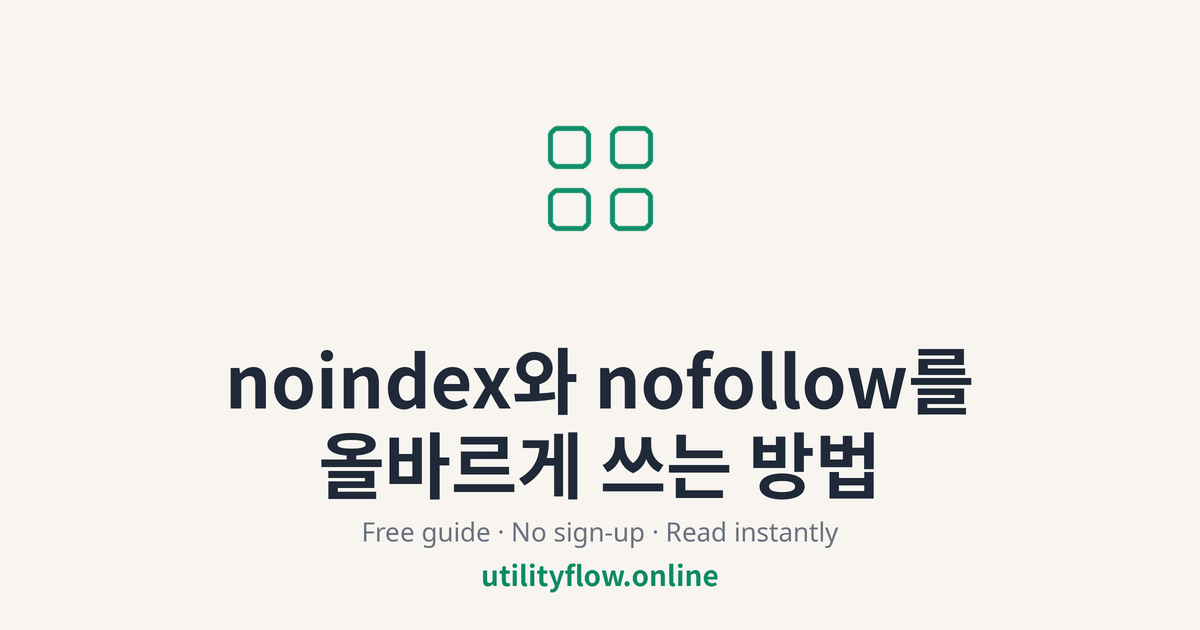 noindex와 nofollow를
올바르게 쓰는 방법
Free guide · No sign-up · Read instantly
utilityflow.online